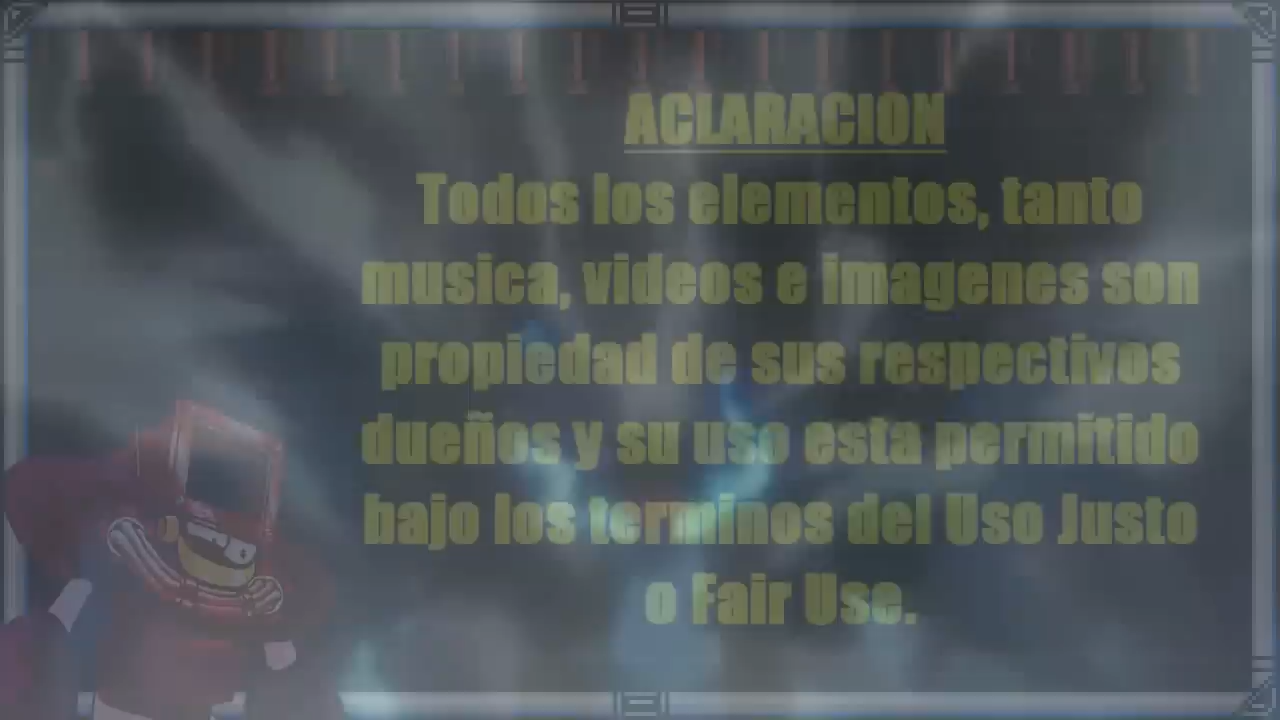 ACLARACION
Todos los elementos, tanto
musica, videos e imagenes son
propiedad de sus respectivos
dueños y su uso esta permitido
bajo los terminos del Uso Justo
o Fair Use.